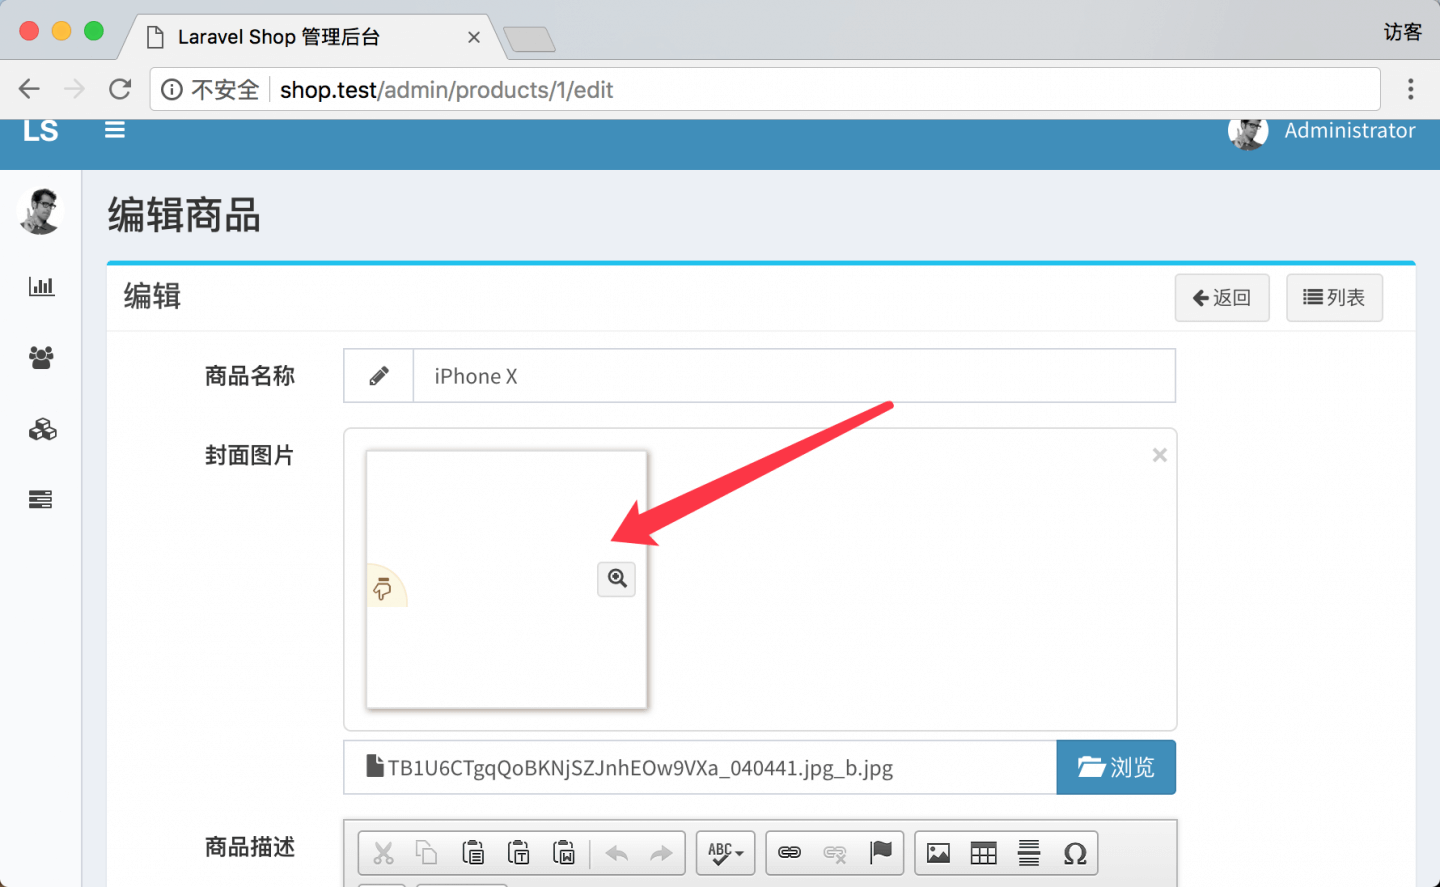 Laravel Shop 管理后台
访客
不安全 shop.test/admin/products/1/edit
LS
Administrator
编辑商品
编辑
返回
列表
商品名称
iPhone X
封面图片
TB1U6CTgqQoBKNjSZJnhEOw9VXa_040441.jpg_b.jpg
浏览
商品描述
ABC